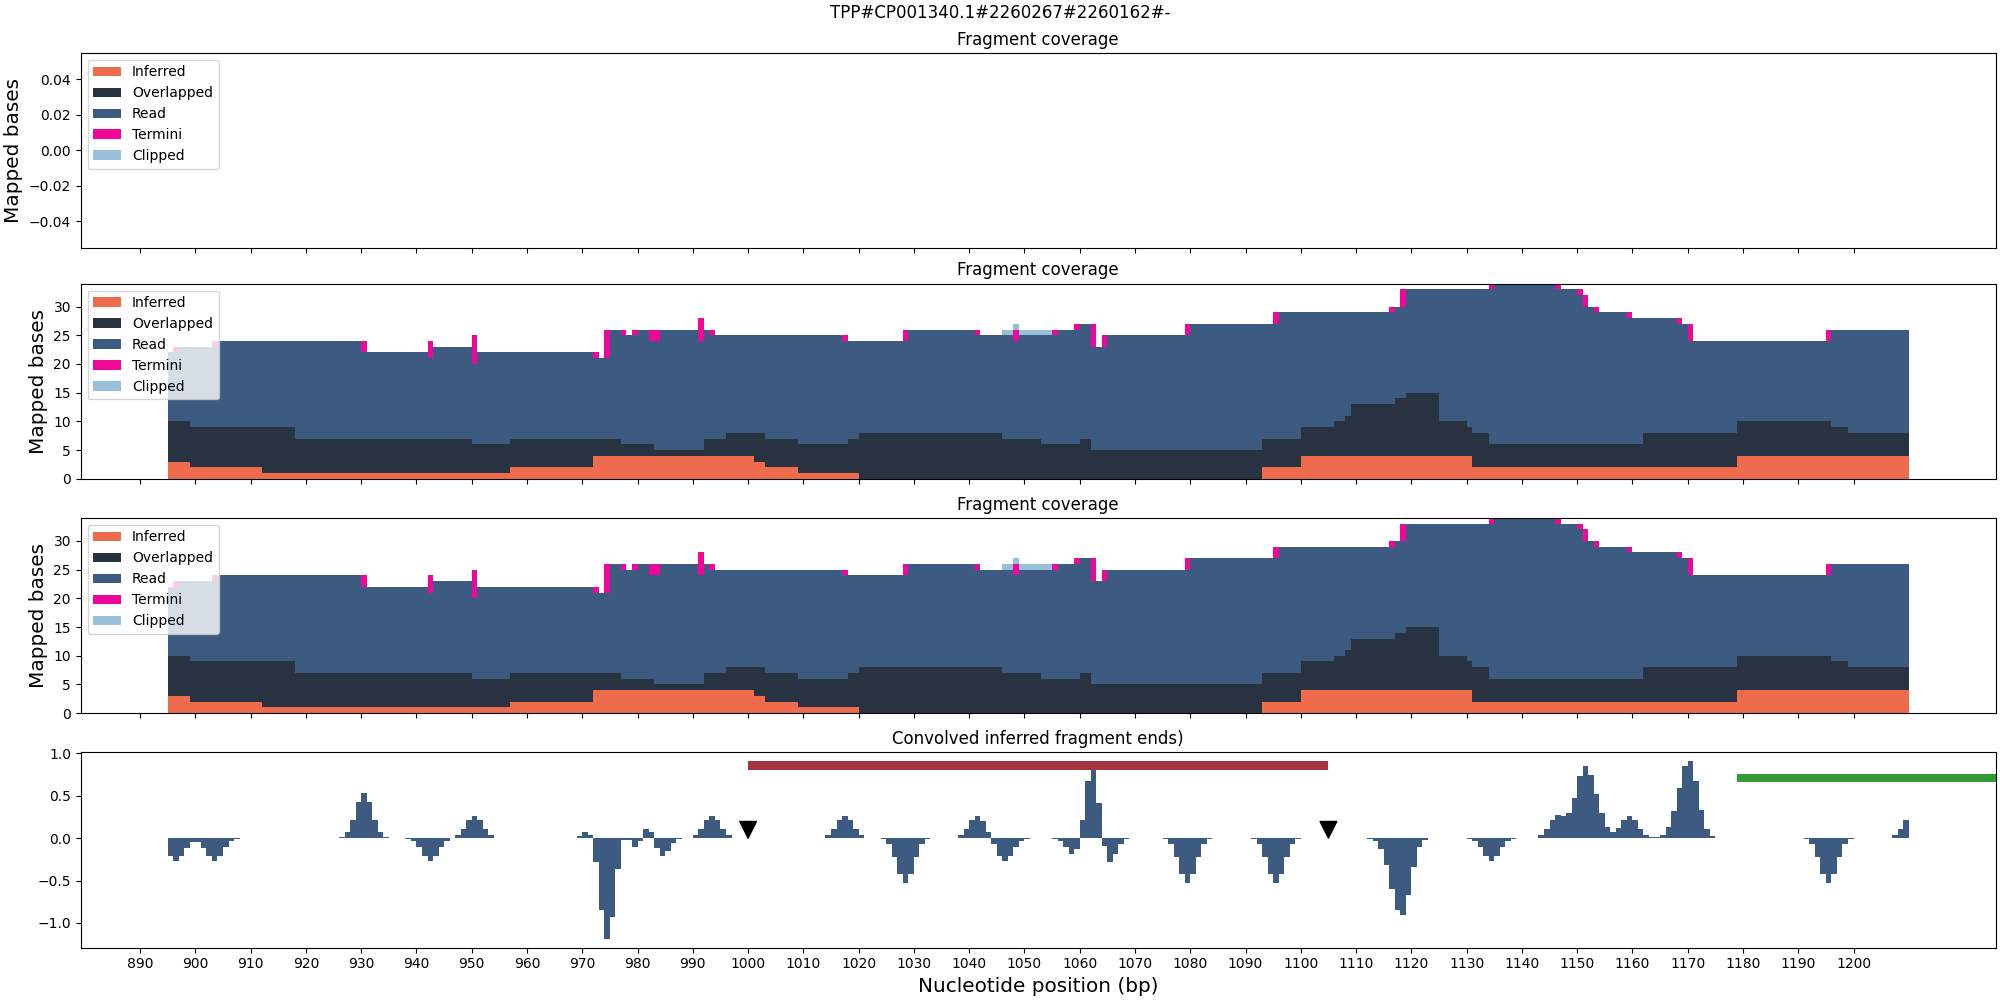 TPP#CP001340.1#2260267#2260162#-
Fragment coverage
Mapped bases
0.04
0.02
0.00
−0.02
−0.04
Inferred
Overlapped
Read
Termini
Clipped
Fragment coverage
Mapped bases
30
25
20
15
10
5
0
Inferred
Overlapped
Read
Termini
Clipped
Fragment coverage
Mapped bases
30
25
20
15
10
5
0
Inferred
Overlapped
Read
Termini
Clipped
Convolved inferred fragment ends)
1.0
0.5
0.0
−0.5
−1.0
890 900 910 920 930 940 950 960 970 980 990 1000 1010 1020 1030 1040 1050 1060 1070 1080 1090 1100 1110 1120 1130 1140 1150 1160 1170 1180 1190 1200
Nucleotide position (bp)